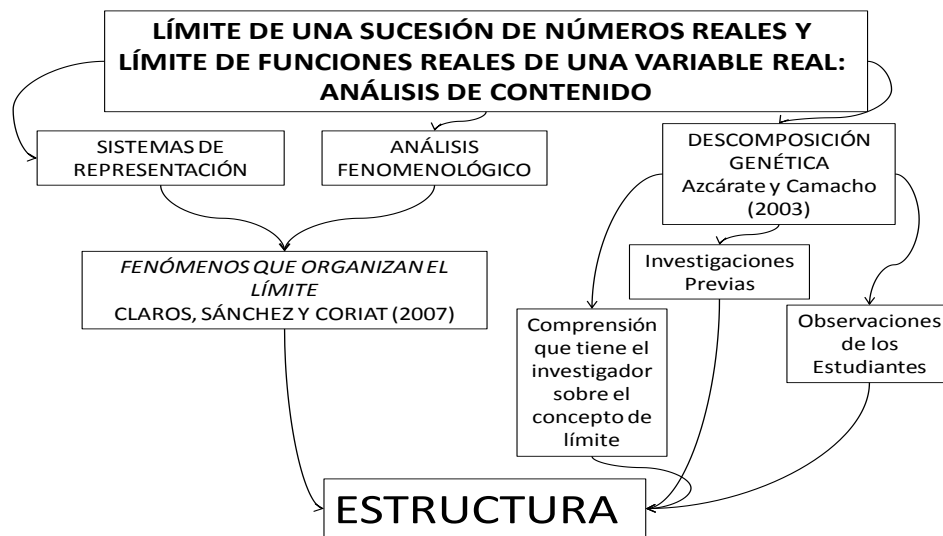 LÍMITE DE UNA SUCESIÓN DE NÚMEROS REALES Y
LÍMITE DE FUNCIONES REALES DE UNA VARIABLE REAL:
ANÁLISIS DE CONTENIDO
SISTEMAS DE
REPRESENTACIÓN
ANÁLISIS
FENOMENOLÓGICO
DESCOMPOSICIÓN
GENÉTICA
Azcárate y Camacho
(2003)
FENÓMENOS QUE ORGANIZAN EL
LÍMITE
CLAROS, SÁNCHEZ Y CORIAT (2007)
Investigaciones
Previas
Comprensión
que tiene el
investigador
sobre el
concepto de
límite
Observaciones
de los
Estudiantes
ESTRUCTURA